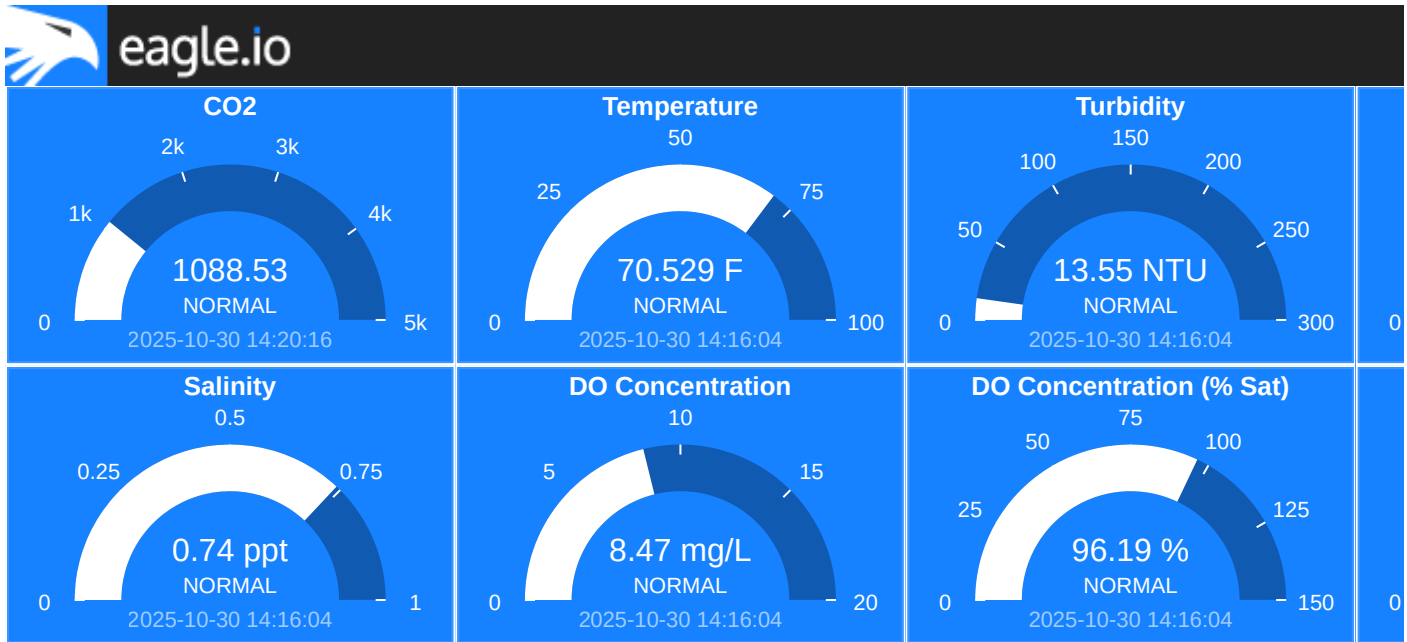 eagle.io
CO2
2k 3k
1k 4k
1088.53
NORMAL
0 5k
2025-10-30 14:20:16
Temperature
50
25 75
70.529 F
NORMAL
0 100
2025-10-30 14:16:04
Turbidity
150
100 200
50 250
13.55 NTU
NORMAL
0 300
2025-10-30 14:16:04
0
Salinity
0.5
0.25 0.75
0.74 ppt
NORMAL
0 1
2025-10-30 14:16:04
DO Concentration
10
5 15
8.47 mg/L
NORMAL
0 20
2025-10-30 14:16:04
DO Concentration (% Sat)
75
50 100
25 125
96.19 %
NORMAL
0 150
2025-10-30 14:16:04
0